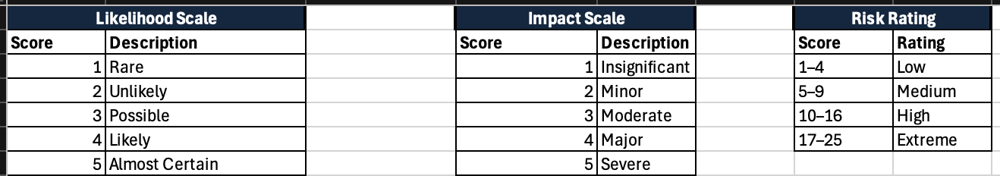 Likelihood Scale Impact Scale Risk Rating
Score Description Score Description Score Rating
1 Rare 1 Insignificant 1–4 Low
2 Unlikely 2 Minor 5–9 Medium
3 Possible 3 Moderate 10–16 High
4 Likely 4 Major 17–25 Extreme
5 Almost Certain 5 Severe